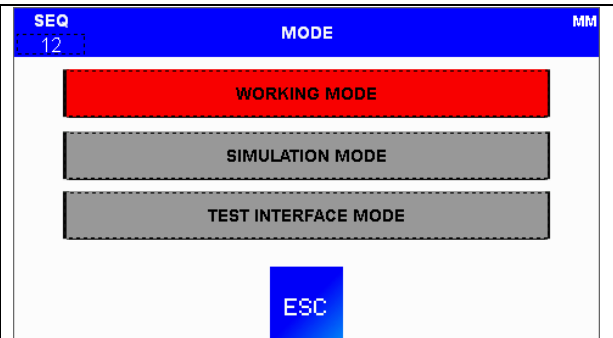 SEQ
MODE
MM
12
WORKING MODE
SIMULATION MODE
TEST INTERFACE MODE
ESC